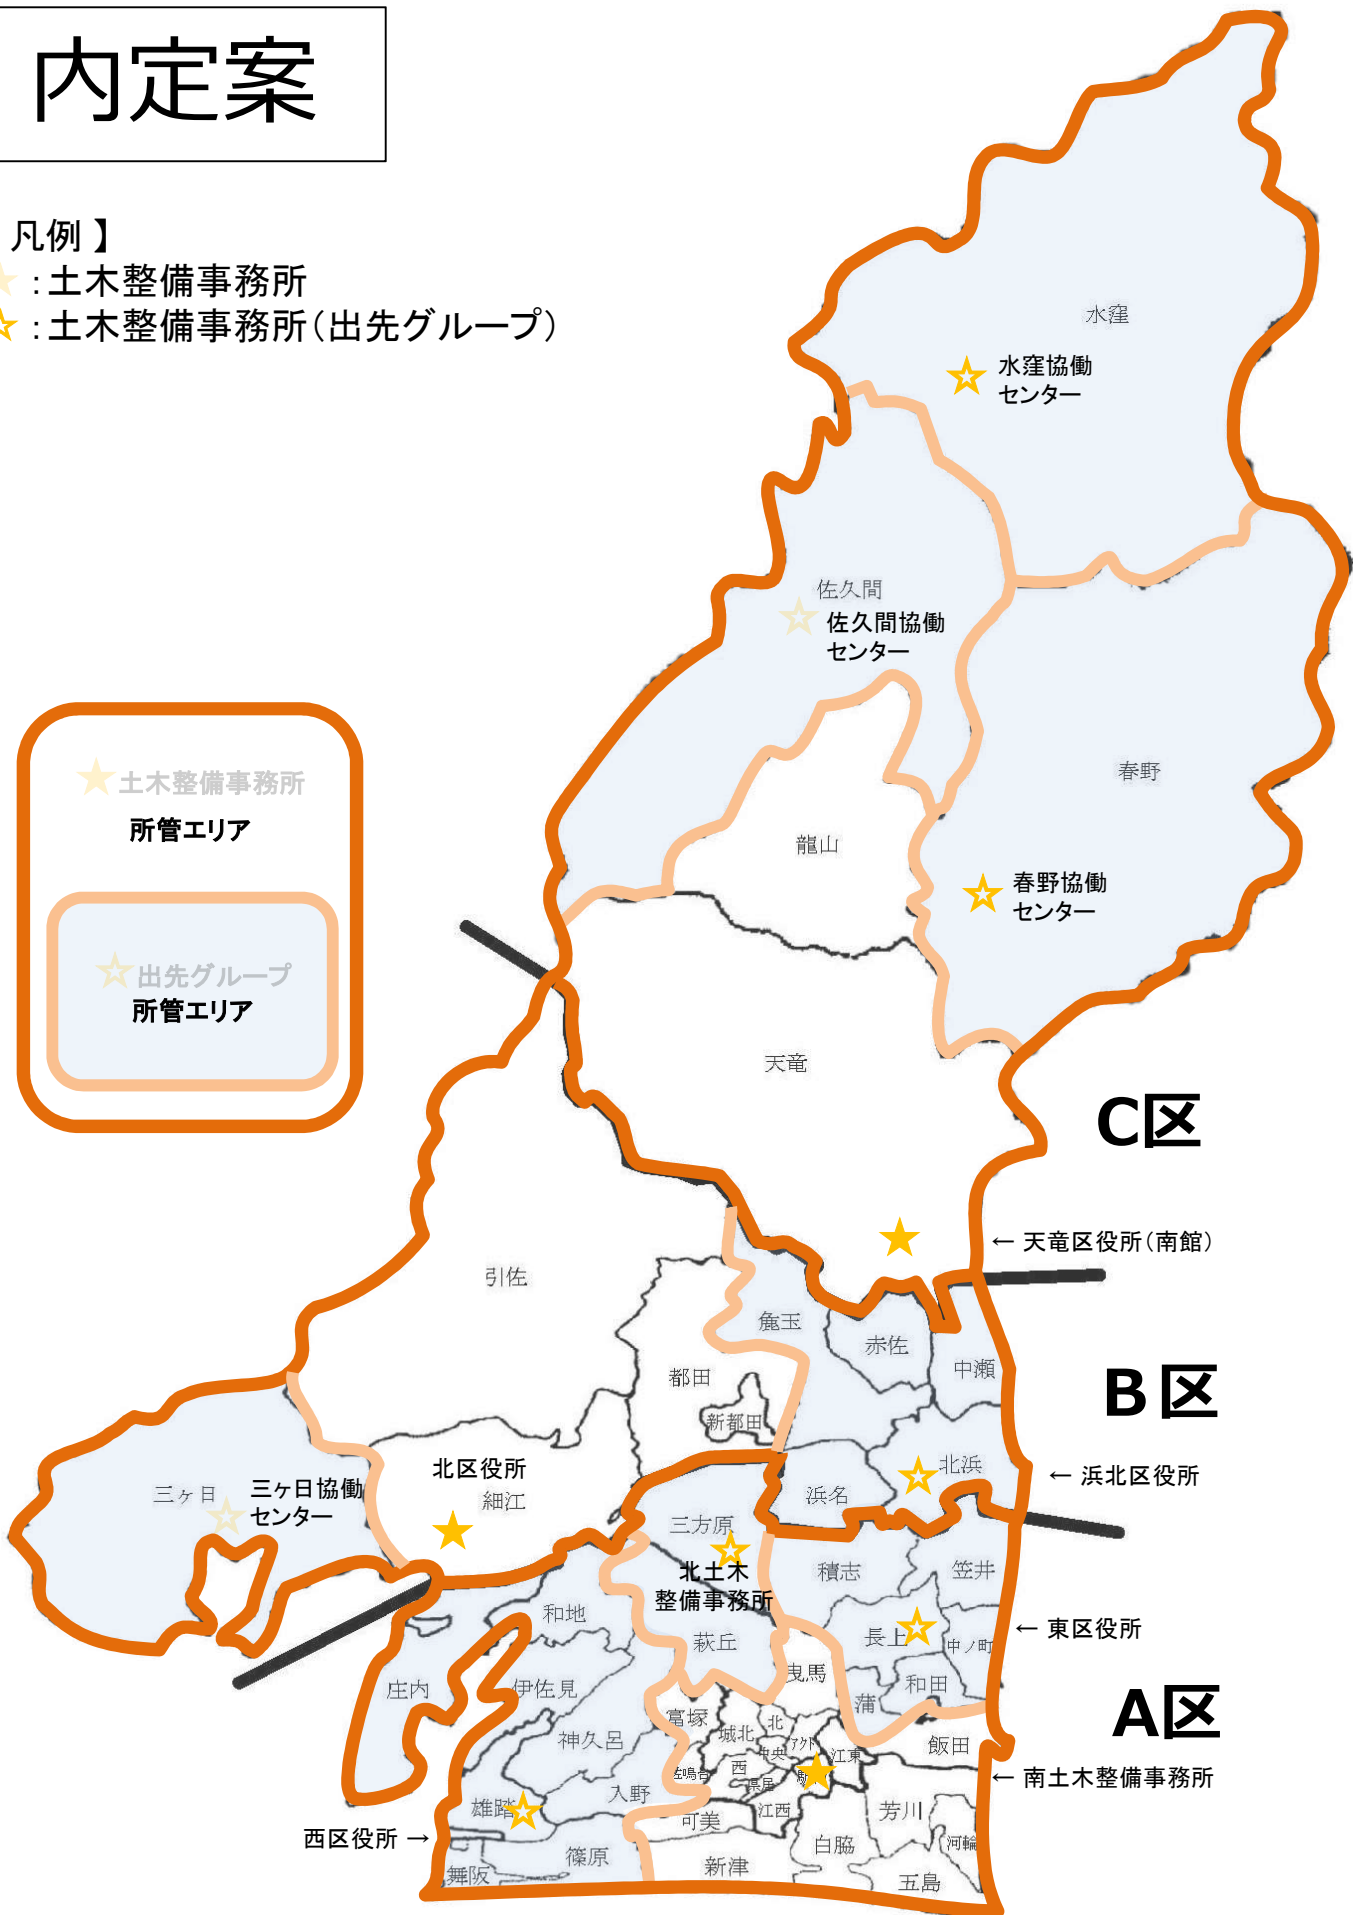 内定案
凡例 】
：土木整備事務所
：土木整備事務所（出先グループ）
水窪
水窪協働
センター
佐久間
佐久間協働
センター
土木整備事務所
所管エリア
春野
龍山
春野協働
センター
出先グループ
所管エリア
天竜
C区
← 天竜区役所（南館）
引佐
麁玉
赤佐
中瀬
都田
B区
新都田
北区役所
細江
北浜
← 浜北区役所
三ヶ日
三ヶ日協働
センター
浜名
三方原
北土木
整備事務所
積志
笠井
和地
萩丘
長上
中ノ町
← 東区役所
曳馬
庄内
伊佐見
和田
蒲
A区
富塚
城北
北
神久呂
中央
アクト
江東
飯田
佐鳴台
西
県居
駅
← 南土木整備事務所
入野
雄踏
江西
可美
芳川
西区役所 →
白脇
河輪
篠原
新津
舞阪
五島